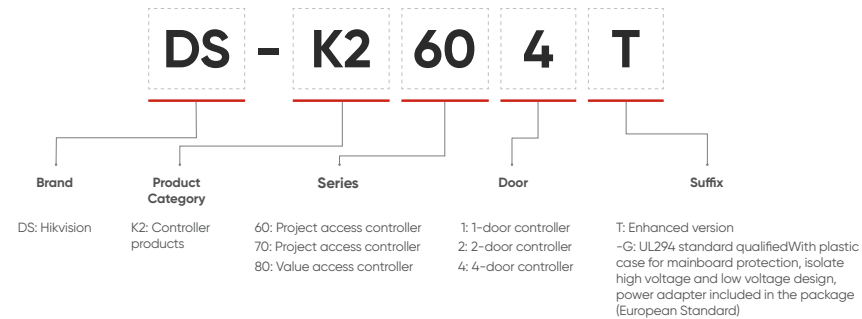 DS - K2 60 4 T
Brand
Product
Category
Series
Door
Suffix
DS: Hikvision
K2: Controller
products
60: Project access controller
70: Project access controller
80: Value access controller
1: 1-door controller
2: 2-door controller
4: 4-door controller
T: Enhanced version
-G: UL294 standard qualifiedWith plastic
case for mainboard protection, isolate
high voltage and low voltage design,
power adapter included in the package
(European Standard)